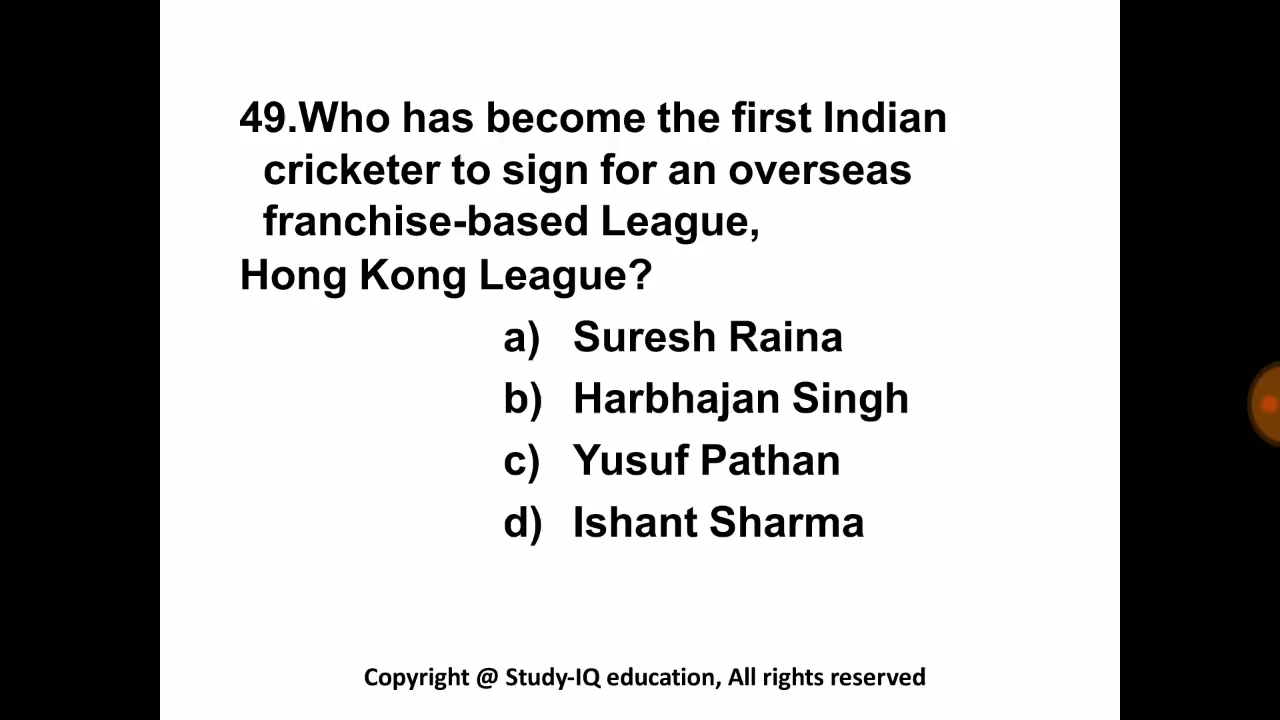 49.Who has become the first Indian
cricketer to sign for an overseas
franchise-based League,
Hong Kong League?
a) Suresh Raina
b) Harbhajan Singh
c) Yusuf Pathan
d) Ishant Sharma
Copyright @ Study-IQ education, All rights reserved